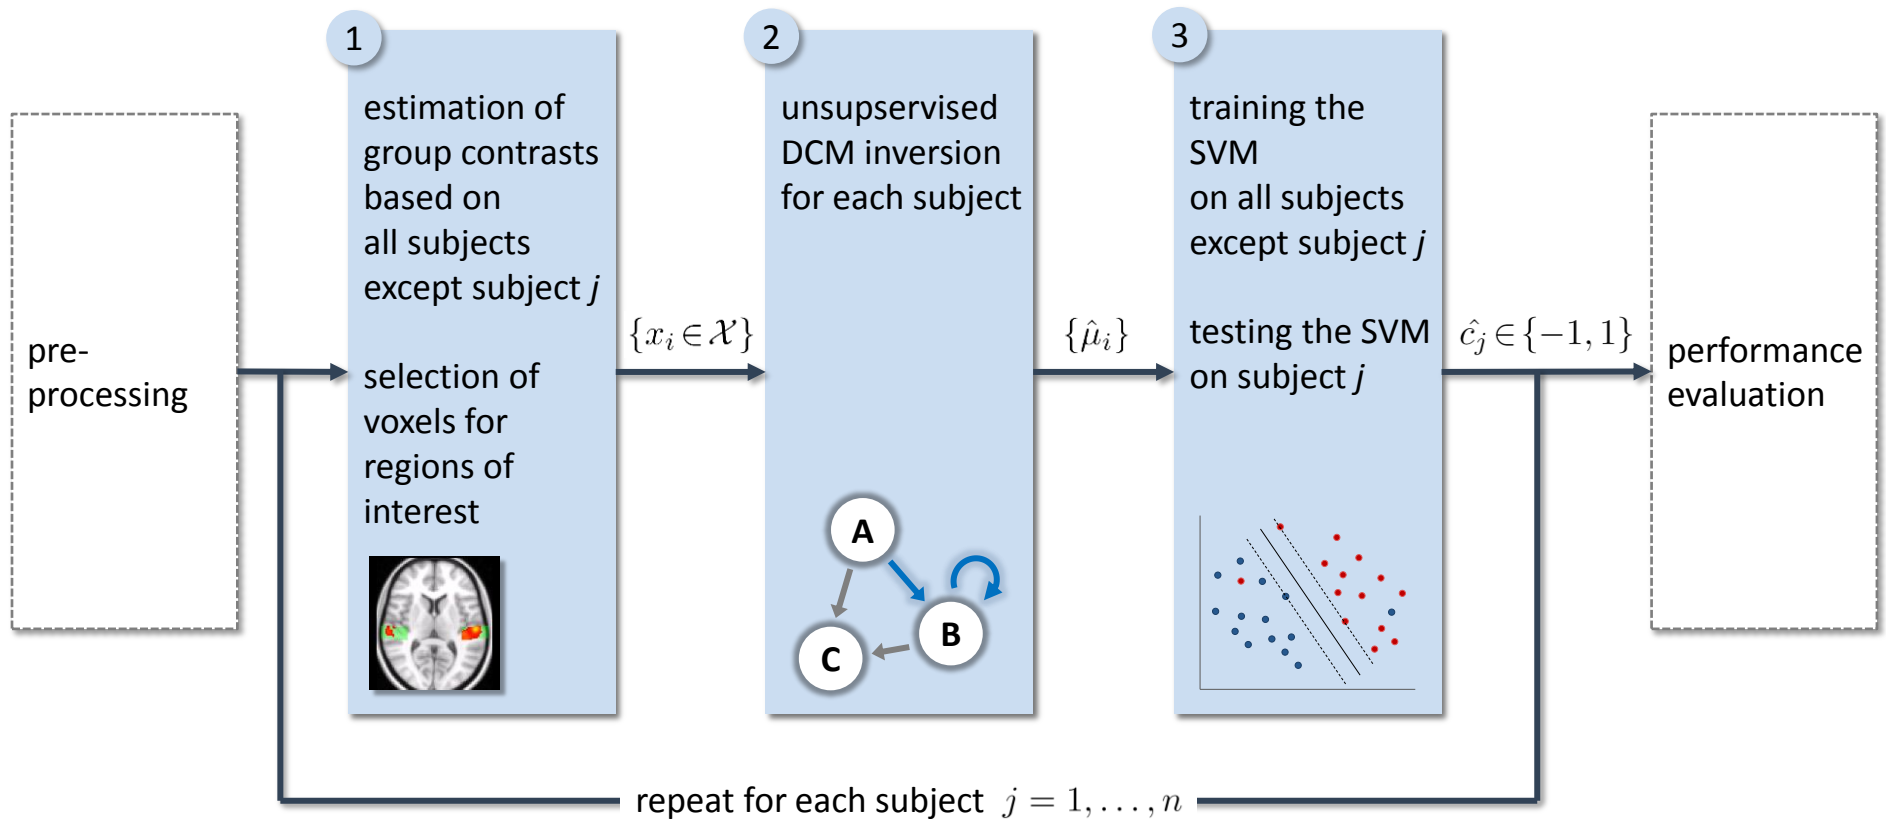 pre-
processing
1
estimation of
group contrasts
based on
all subjects
except subject j
selection of
voxels for
regions of
interest
{x_i ∈ 𝒳}
2
unsupservised
DCM inversion
for each subject
A
B
C
{μ̂_i}
3
training the
SVM
on all subjects
except subject j
testing the SVM
on subject j
ĉ_j ∈ {−1, 1}
performance
evaluation
repeat for each subject j = 1, . . . , n